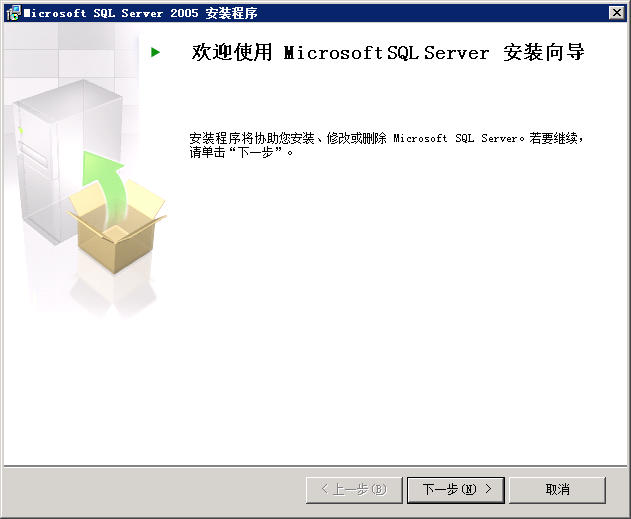 Microsoft SQL Server 2005 安装程序
欢迎使用 Microsoft SQL Server 安装向导
安装程序将协助您安装、修改或删除 Microsoft SQL Server。若要继续，
请单击“下一步”。
< 上一步(B)
下一步(N) >
取消